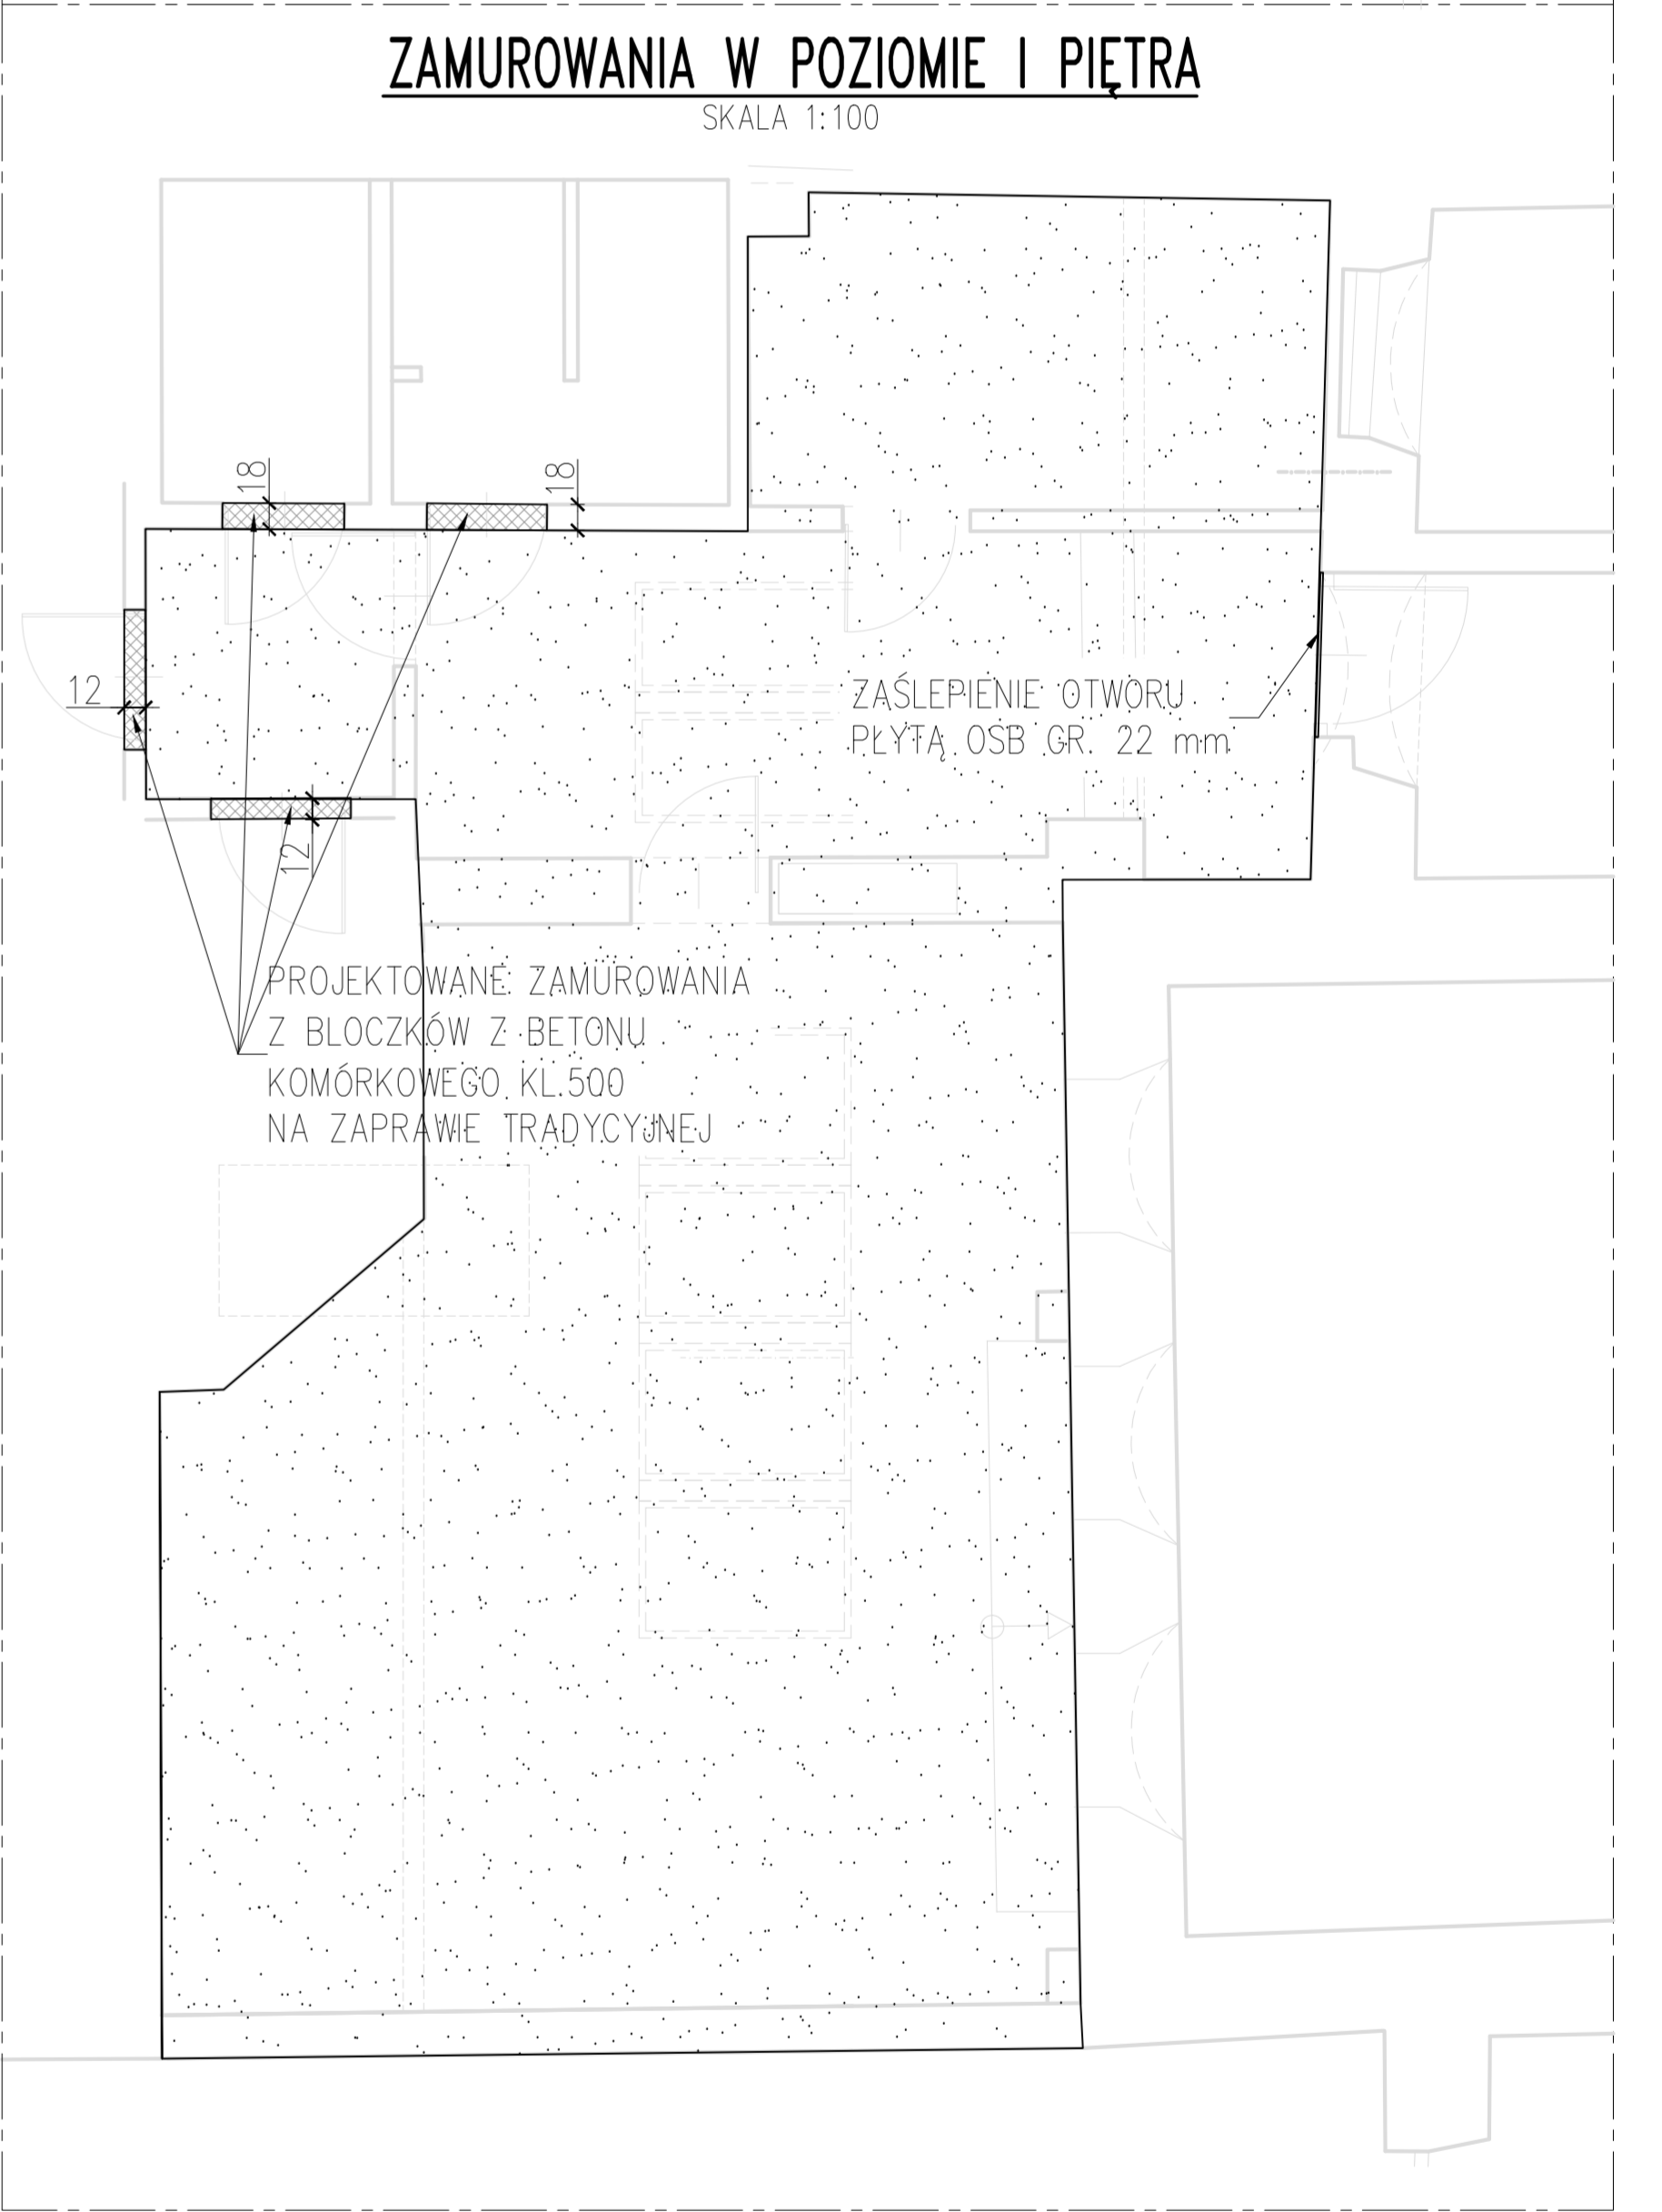 ZAMUROWANIA W POZIOMIE I PIĘTRA
SKALA 1:100
18
18
12
ZAŚLEPIENIE OTWORU
PŁYTĄ OSB GR. 22 mm
12
PROJEKTOWANE ZAMUROWANIA
Z BLOCZKÓW Z BETONU
KOMÓRKOWEGO KL.500
NA ZAPRAWIE TRADYCYJNEJ